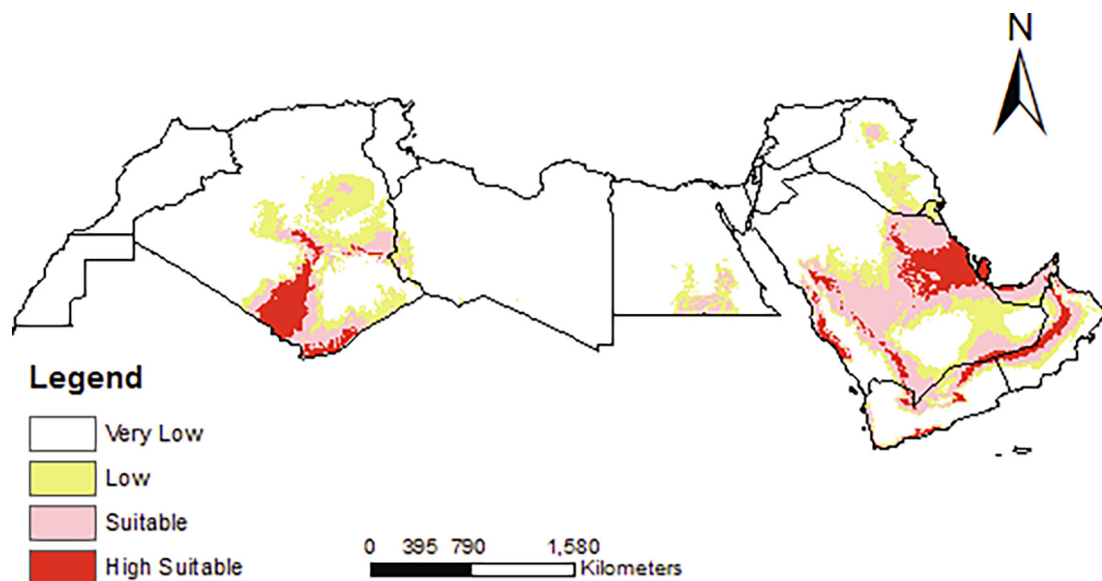 N
Legend
Very Low
Low
Suitable
High Suitable
0 395 790 1,580
Kilometers